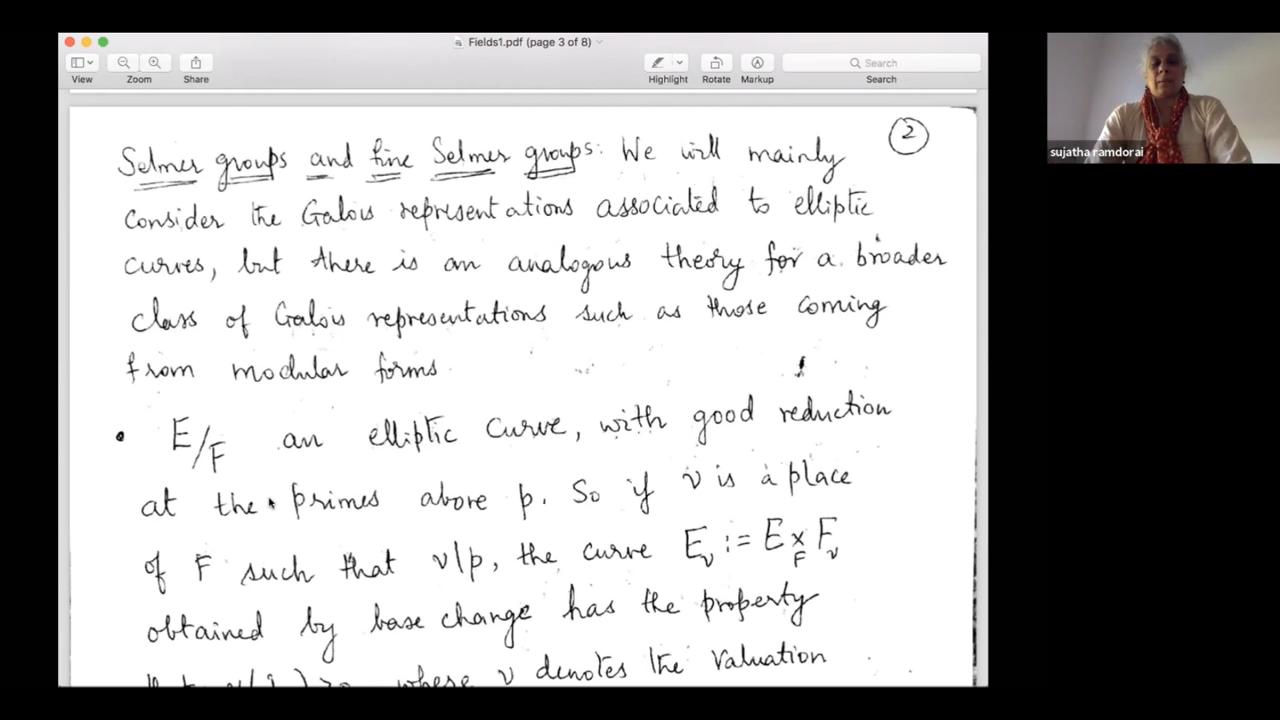 Fields1.pdf (page 3 of 8)
View Zoom Share Highlight Rotate Markup Search
Search
sujatha ramdorai
2
Selmer groups and fine Selmer groups: We will mainly
consider the Galois representations associated to elliptic
curves, but there is an analogous theory for a broader
class of Galois representations such as those coming
from modular forms.
• E/F an elliptic curve, with good reduction
at the primes above p. So if v is a place
of F such that v|p, the curve E_v := E ×_F F_v
obtained by base change has the property
where v denotes the valuation